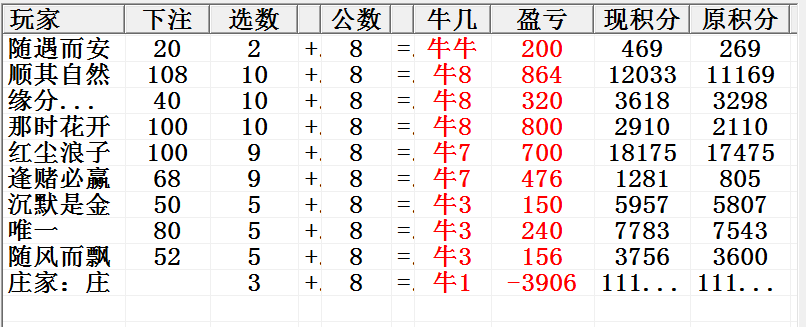 玩家 下注 选数 公数 牛几 盈亏 现积分 原积分
随遇而安 20 2 +. 8 =. 牛牛 200 469 269
顺其自然 108 10 +. 8 =. 牛8 864 12033 11169
缘分... 40 10 +. 8 =. 牛8 320 3618 3298
那时花开 100 10 +. 8 =. 牛8 800 2910 2110
红尘浪子 100 9 +. 8 =. 牛7 700 18175 17475
逢赌必赢 68 9 +. 8 =. 牛7 476 1281 805
沉默是金 50 5 +. 8 =. 牛3 150 5957 5807
唯一 80 5 +. 8 =. 牛3 240 7783 7543
随风而飘 52 5 +. 8 =. 牛3 156 3756 3600
庄家：庄 3 +. 8 =. 牛1 -3906 111... 111...